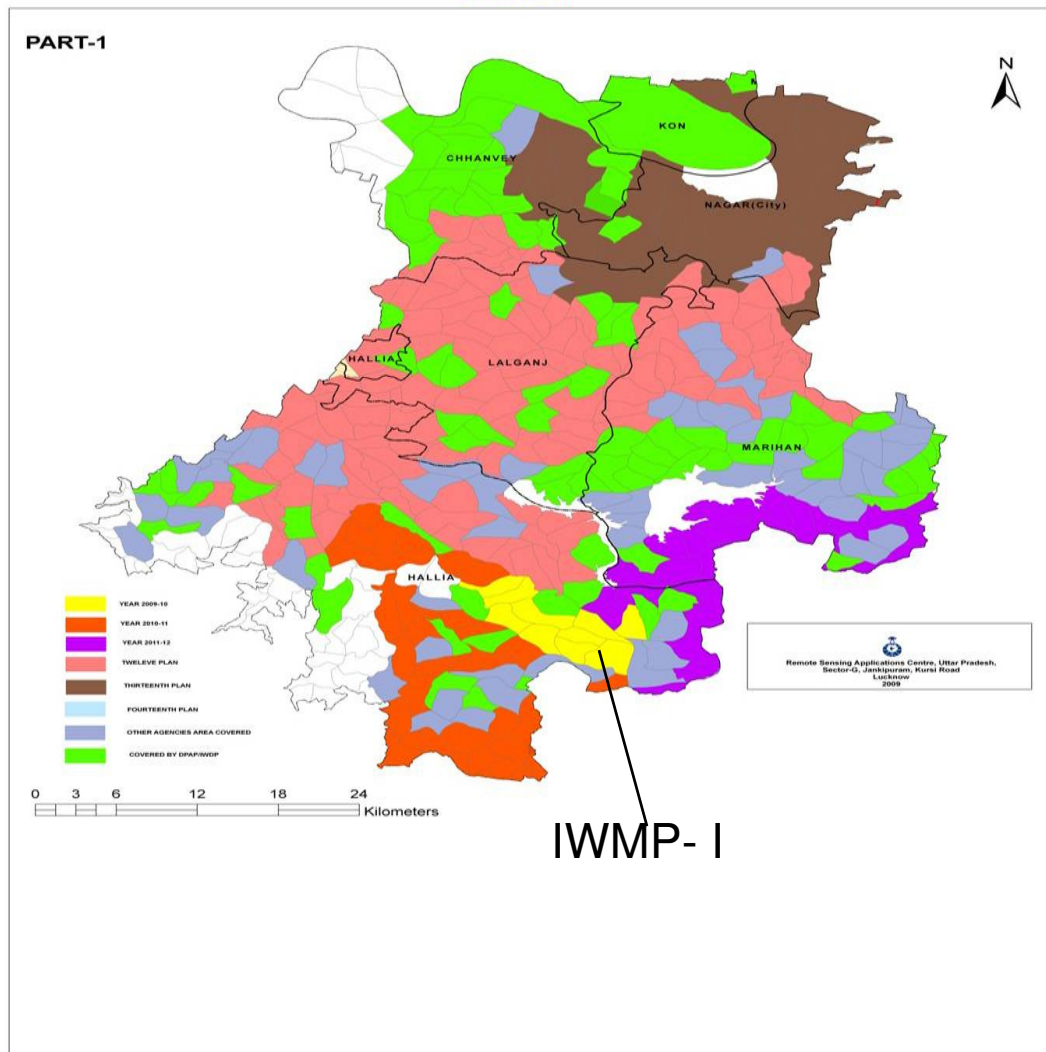 PART-1
N
N
KON
CHHANVEY
NAGAR(City)
HALLIA
LALGANJ
MARIHAN
HALLIA
YEAR 2009-10
YEAR 2010-11
YEAR 2011-12
TWELEVE PLAN
THIRTEENTH PLAN
FOURTEENTH PLAN
OTHER AGENCIES AREA COVERED
COVERED BY DPAP/IWDP
Remote Sensing Applications Centre, Uttar Pradesh,
Sector-G, Jankipuram, Kursi Road
Lucknow
2009
0 3 6 12 18 24
Kilometers
IWMP- I